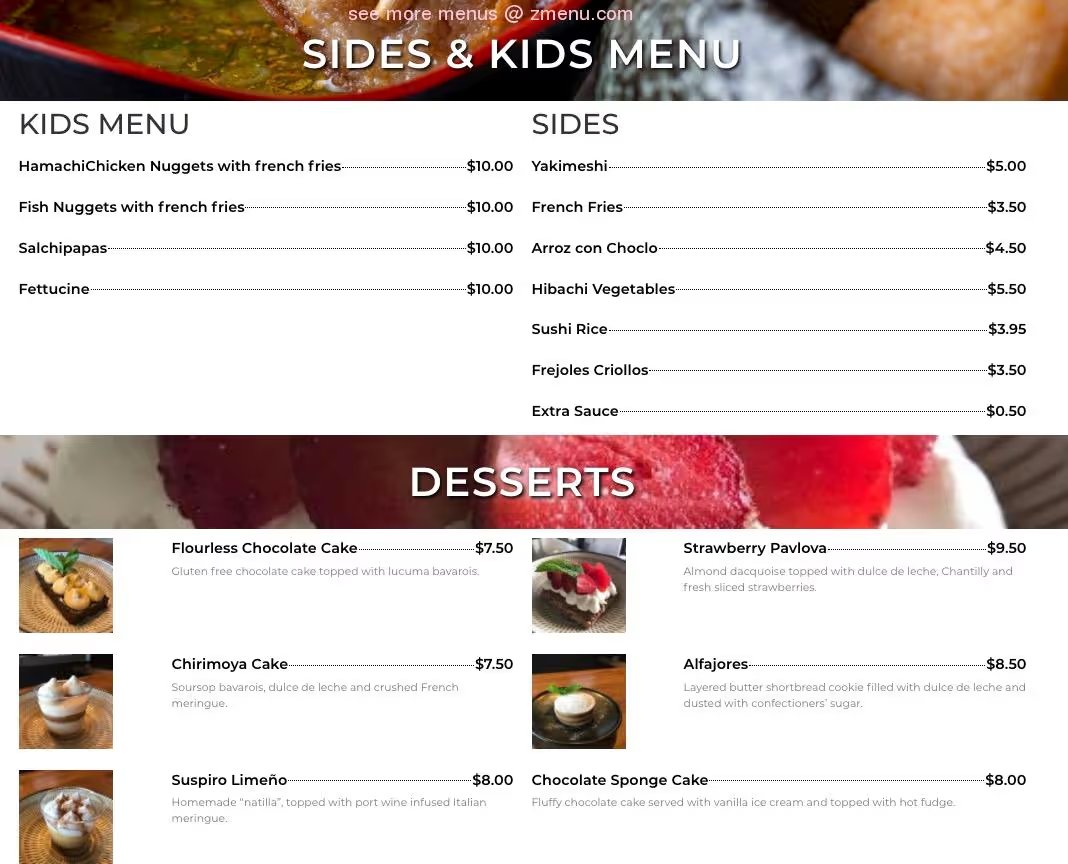 see more menus @ zmenu.com
SIDES & KIDS MENU
KIDS MENU
HamachiChicken Nuggets with french fries $10.00
Fish Nuggets with french fries $10.00
Salchipapas $10.00
Fettucine $10.00
SIDES
Yakimeshi $5.00
French Fries $3.50
Arroz con Choclo $4.50
Hibachi Vegetables $5.50
Sushi Rice $3.95
Frejoles Criollos $3.50
Extra Sauce $0.50
DESSERTS
Flourless Chocolate Cake $7.50
Gluten free chocolate cake topped with lucuma bavarois.
Strawberry Pavlova $9.50
Almond dacquoise topped with dulce de leche, Chantilly and
fresh sliced strawberries.
Chirimoya Cake $7.50
Soursop bavarois, dulce de leche and crushed French
meringue.
Alfajores $8.50
Layered butter shortbread cookie filled with dulce de leche and
dusted with confectioners’ sugar.
Suspiro Limeño $8.00
Homemade “natilla”, topped with port wine infused Italian
meringue.
Chocolate Sponge Cake $8.00
Fluffy chocolate cake served with vanilla ice cream and topped with hot fudge.